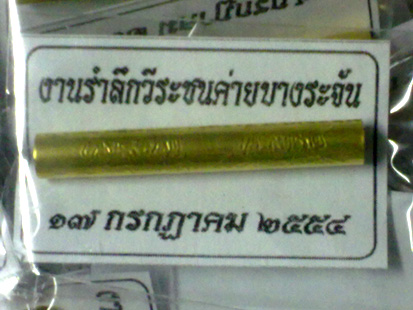 งานรำลึกวีระชนค่ายบางระจัน
๑๗ กรกฎาคม ๒๕๕๔